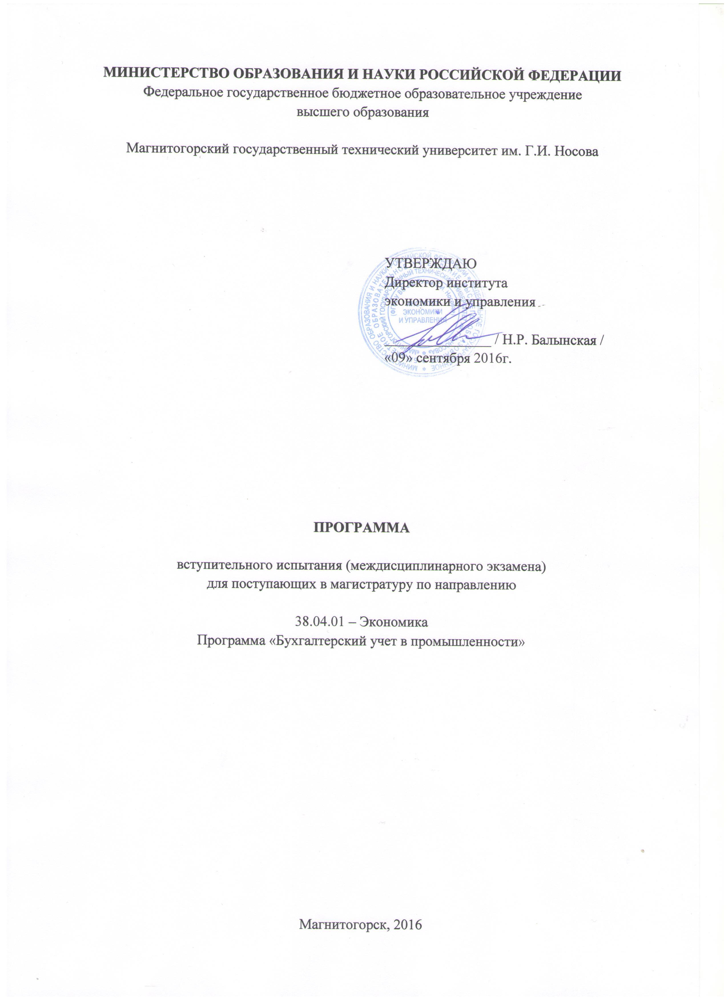 МИНИСТЕРСТВО ОБРАЗОВАНИЯ И НАУКИ РОССИЙСКОЙ ФЕДЕРАЦИИ
Федеральное государственное бюджетное образовательное учреждение
высшего образования
Магнитогорский государственный технический университет им. Г.И. Носова
УТВЕРЖДАЮ
Директор института
экономики и управления
/ Н.Р. Балынская /
«09» сентября 2016г.
ЭКОНОМИКИ
И УПРАВЛЕНИЯ
ПРОГРАММА
вступительного испытания (междисциплинарного экзамена)
для поступающих в магистратуру по направлению
38.04.01 – Экономика
Программа «Бухгалтерский учет в промышленности»
Магнитогорск, 2016